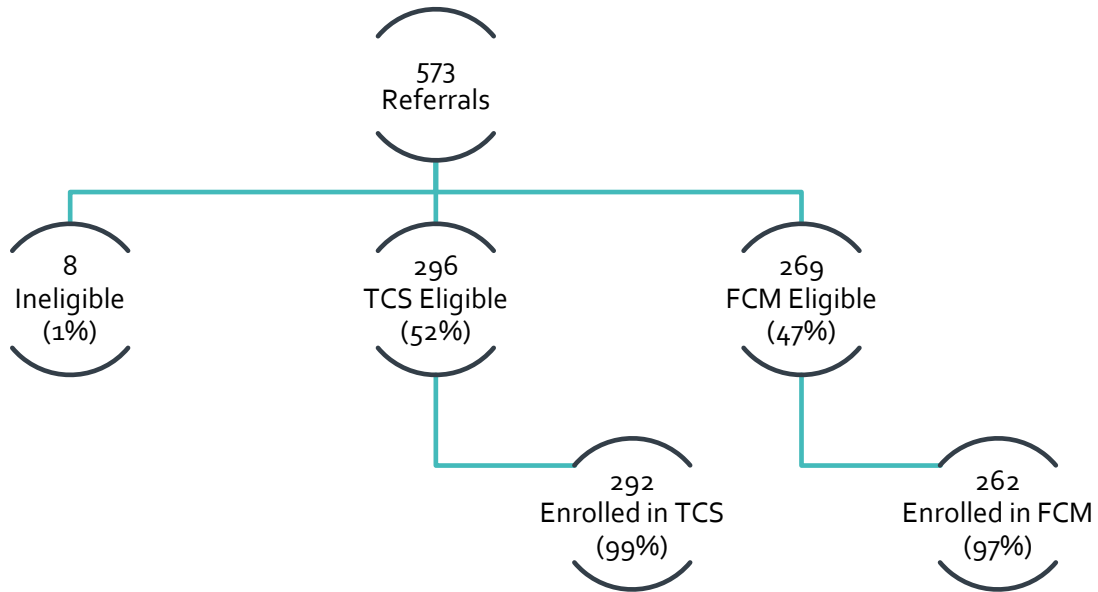 573
Referrals
8
Ineligible
(1%)
296
TCS Eligible
(52%)
269
FCM Eligible
(47%)
292
Enrolled in TCS
(99%)
262
Enrolled in FCM
(97%)